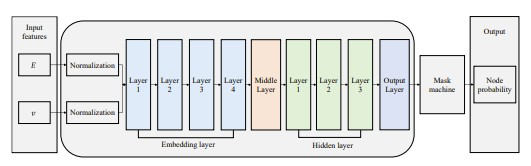 Input
features
E
v
Normalization
Normalization
Layer
1
Layer
2
Layer
3
Layer
4
Embedding layer
Middle
Layer
Layer
1
Layer
2
Layer
3
Hidden layer
Output
Layer
Mask
machine
Output
Node
probability